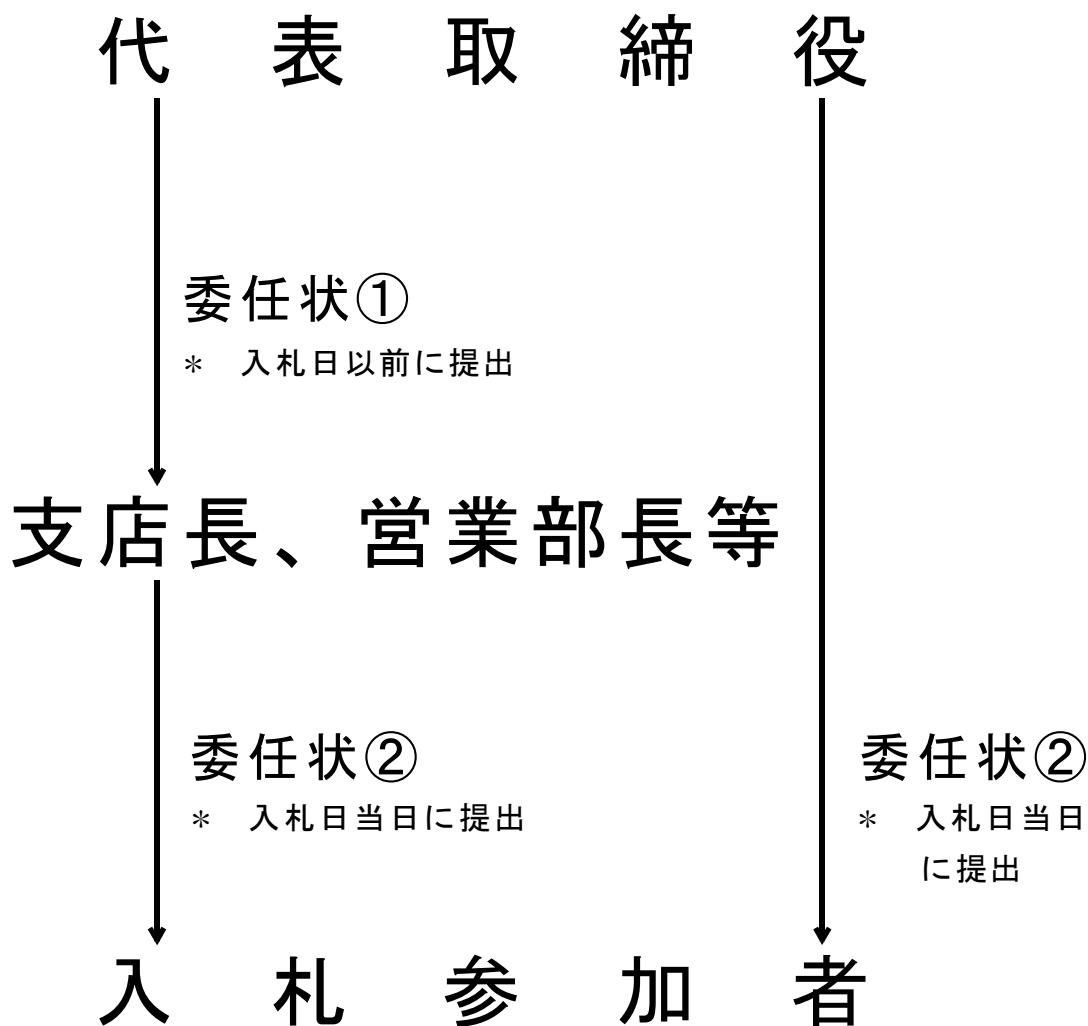 代表取締役
委任状①
＊　入札日以前に提出
支店長、営業部長等
委任状②
＊　入札日当日に提出
委任状②
＊　入札日当日
に提出
入札参加者